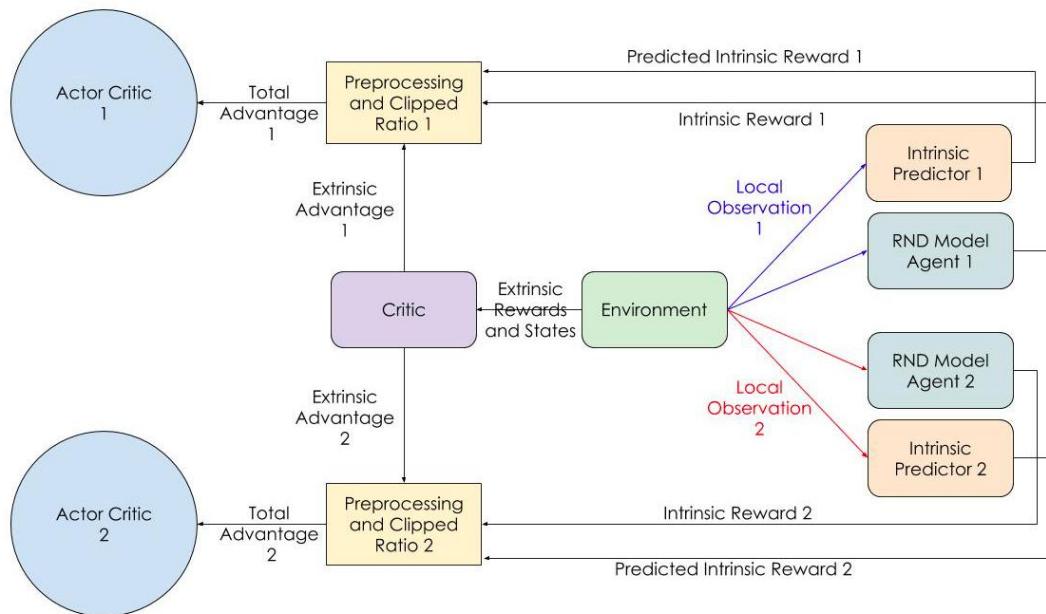 Predicted Intrinsic Reward 1
Actor Critic
1
Total
Advantage
1
Preprocessing
and Clipped
Ratio 1
Intrinsic Reward 1
Intrinsic
Predictor 1
Extrinsic
Advantage
1
Local
Observation
1
RND Model
Agent 1
Critic
Extrinsic
Rewards
and States
Environment
RND Model
Agent 2
Extrinsic
Advantage
2
Local
Observation
2
Intrinsic
Predictor 2
Actor Critic
2
Total
Advantage
2
Preprocessing
and Clipped
Ratio 2
Intrinsic Reward 2
Predicted Intrinsic Reward 2